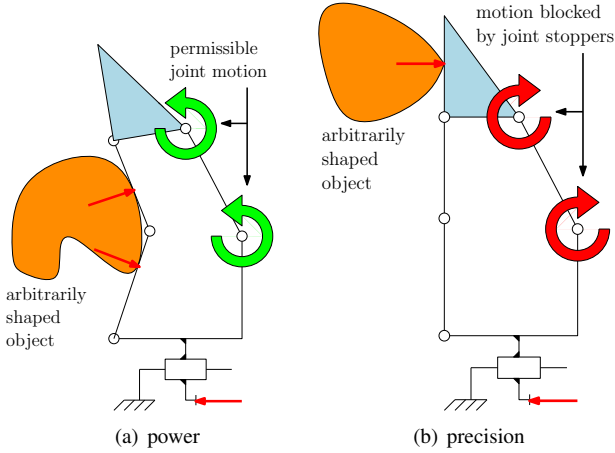 permissible
joint motion
arbitrarily
shaped
object
(a) power
motion blocked
by joint stoppers
arbitrarily
shaped
object
(b) precision